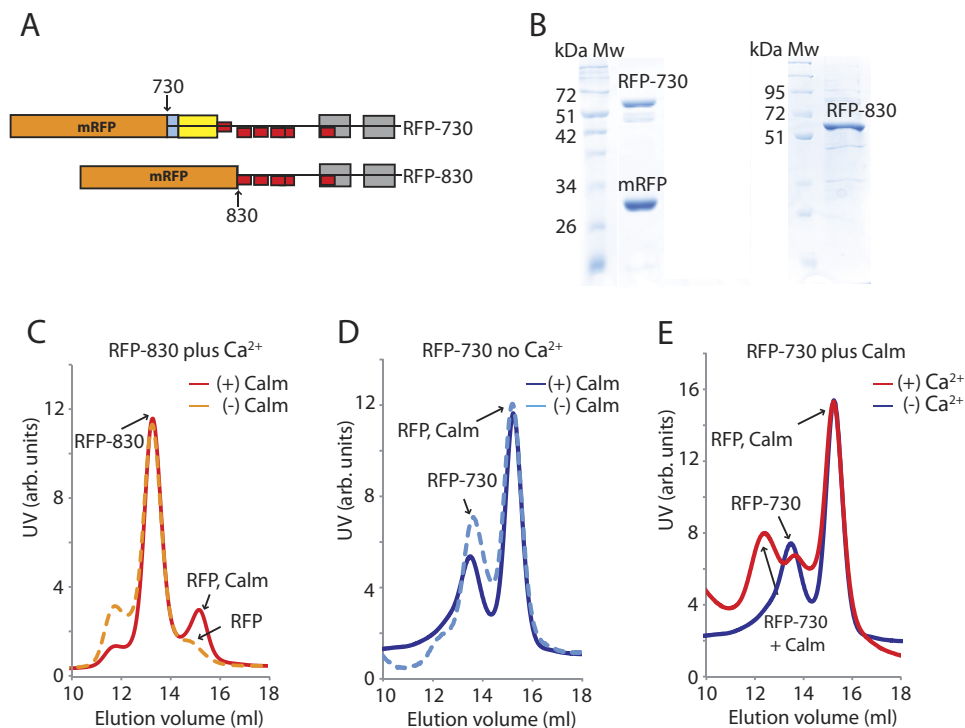 A
730
mRFP
RFP-730
mRFP
RFP-830
830
B
kDa Mw
RFP-730
72
51
42
mRFP
34
26
kDa Mw
95
RFP-830
72
51
C
RFP-830 plus Ca²⁺
(+) Calm
(-) Calm
12
RFP-830
UV (arb. units)
8
4
RFP, Calm
RFP
0
10 12 14 16 18
Elution volume (ml)
D
RFP-730 no Ca²⁺
(+) Calm
(-) Calm
12
RFP, Calm
UV (arb. units)
RFP-730
8
4
0
10 12 14 16 18
Elution volume (ml)
E
RFP-730 plus Calm
(+) Ca²⁺
(-) Ca²⁺
16
RFP, Calm
UV (arb. units)
12
RFP-730
8
4
RFP-730
+ Calm
0
10 12 14 16 18
Elution volume (ml)